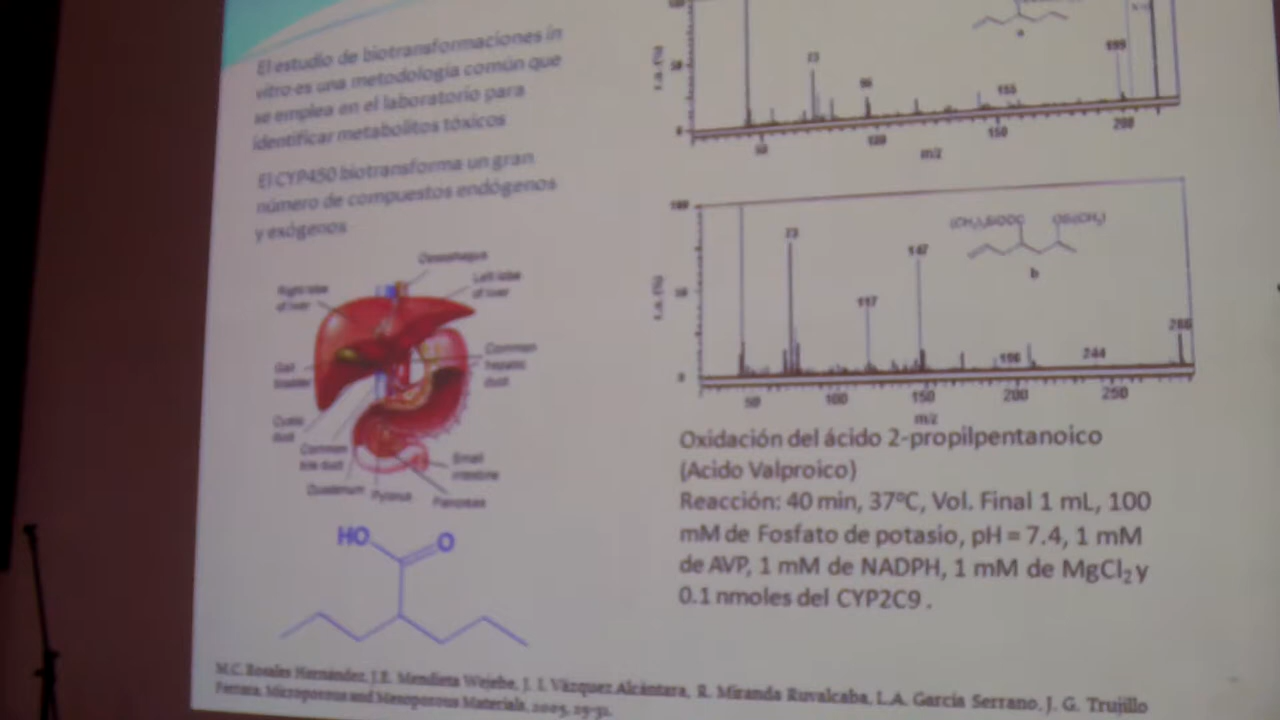 El estudio de biotransformaciones in
vitro es una metodología común que
se emplea en el laboratorio para
identificar metabolitos tóxicos
El CYP450 biotransforma un gran
número de compuestos endógenos
y exógenos
Oesophagus
Right lobe
of liver
Left lobe
of liver
Gall
bladder
Common
hepatic
duct
Cystic
duct
Common
bile duct
Duodenum
Pylorus
Pancreas
Small
intestine
HO
O
73
96
155
199
0
50
150
200
m/z
a
100
73
147
117
196
244
0
50
100
150
200
250
m/z
b
Oxidación del ácido 2-propilpentanoico
(Acido Valproico)
Reacción: 40 min, 37°C, Vol. Final 1 mL, 100
mM de Fosfato de potasio, pH = 7.4, 1 mM
de AVP, 1 mM de NADPH, 1 mM de MgCl₂ y
0.1 nmoles del CYP2C9.
M.C. Rosales Hernández, J.E. Mendieta Wejebe, J. I. Vázquez Alcántara, R. Miranda Ruvalcaba, L.A. García Serrano, J. G. Trujillo
Ferrara, Microporous and Mesoporous Materials,